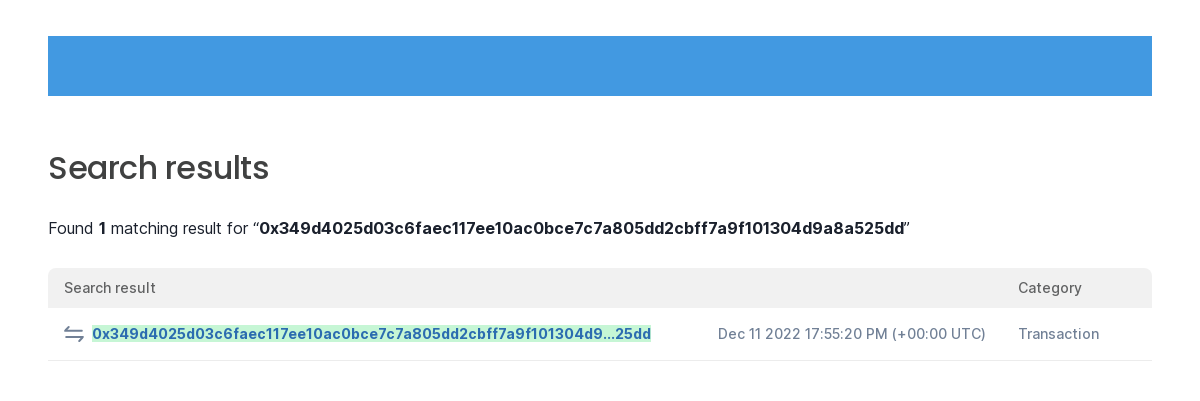 Search results
Found 1 matching result for “0x349d4025d03c6faec117ee10ac0bce7c7a805dd2cbff7a9f101304d9a8a525dd”
Search result Category
0x349d4025d03c6faec117ee10ac0bce7c7a805dd2cbff7a9f101304d9...25dd Dec 11 2022 17:55:20 PM (+00:00 UTC) Transaction